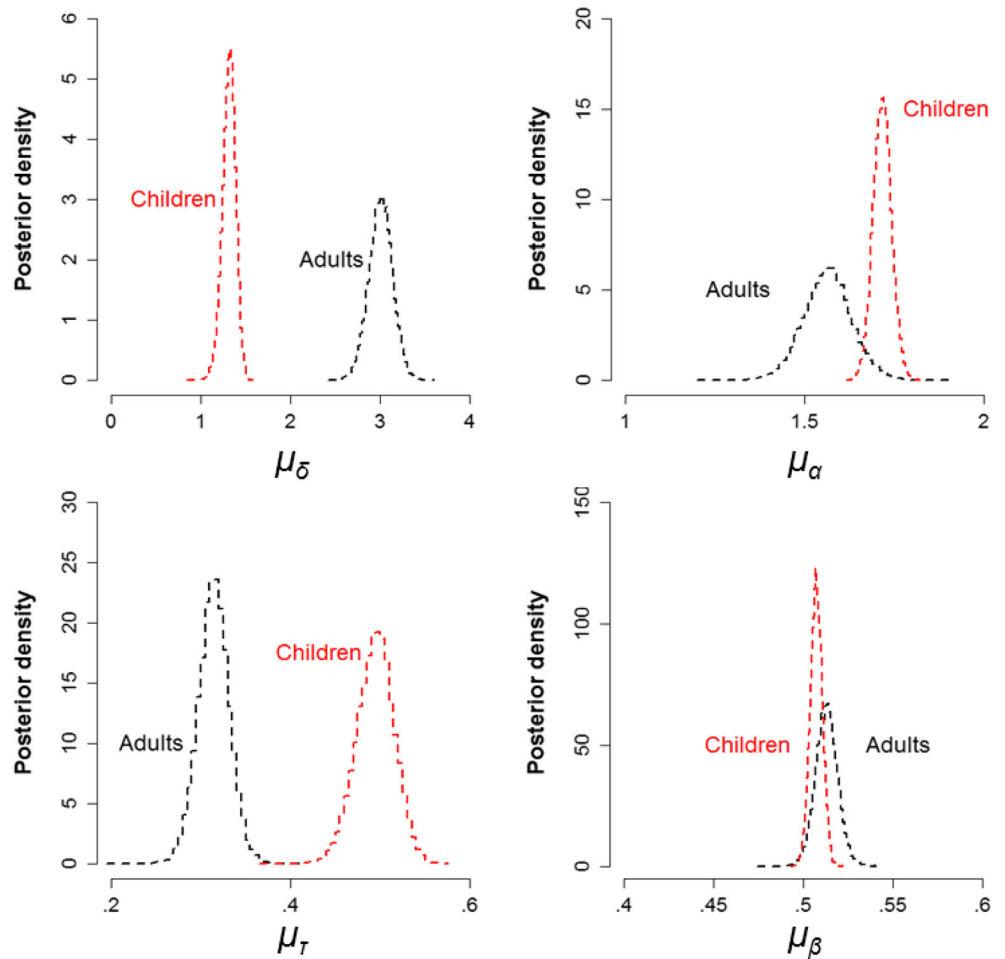 6
5
4
3
2
1
0
Posterior density
Children
Adults
0 1 2 3 4
μδ
20
15
10
5
0
Posterior density
Children
Adults
1 1.5 2
μα
30
25
20
15
10
5
0
Posterior density
Children
Adults
.2 .4 .6
μτ
150
100
50
0
Posterior density
Children Adults
.4 .45 .5 .55 .6
μβ